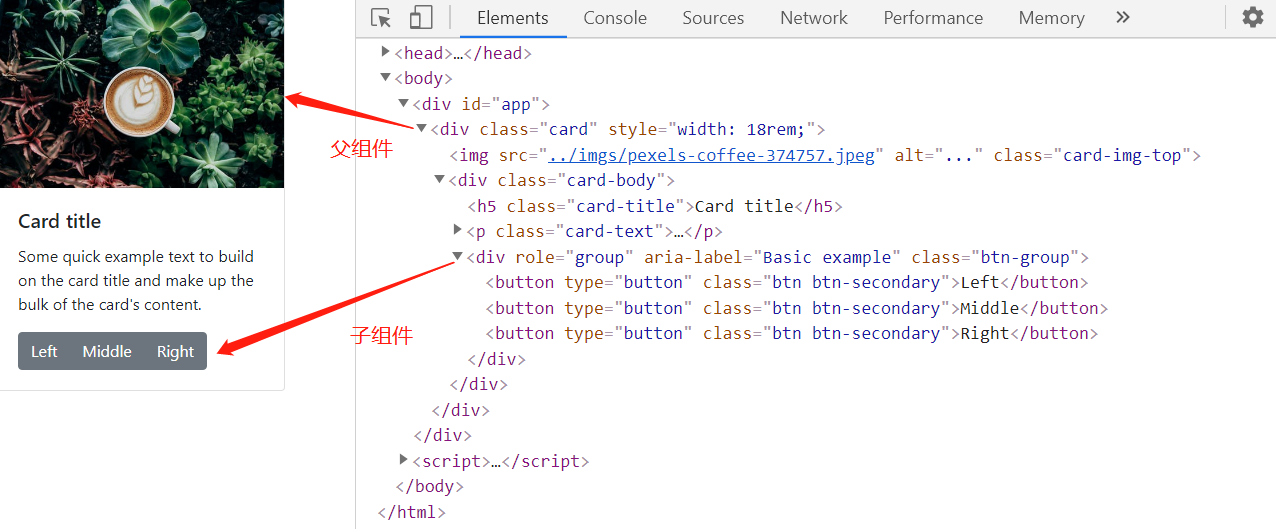 Card title
Some quick example text to build
on the card title and make up the
bulk of the card's content.
Left Middle Right
父组件
子组件
Elements Console Sources Network Performance Memory »
▶<head>…</head>
▼<body>
▼<div id="app">
▼<div class="card" style="width: 18rem;">
<img src="../imgs/pexels-coffee-374757.jpeg" alt="..." class="card-img-top">
▼<div class="card-body">
<h5 class="card-title">Card title</h5>
▶<p class="card-text">…</p>
▼<div role="group" aria-label="Basic example" class="btn-group">
<button type="button" class="btn btn-secondary">Left</button>
<button type="button" class="btn btn-secondary">Middle</button>
<button type="button" class="btn btn-secondary">Right</button>
</div>
</div>
</div>
</div>
▶<script>…</script>
</body>
</html>